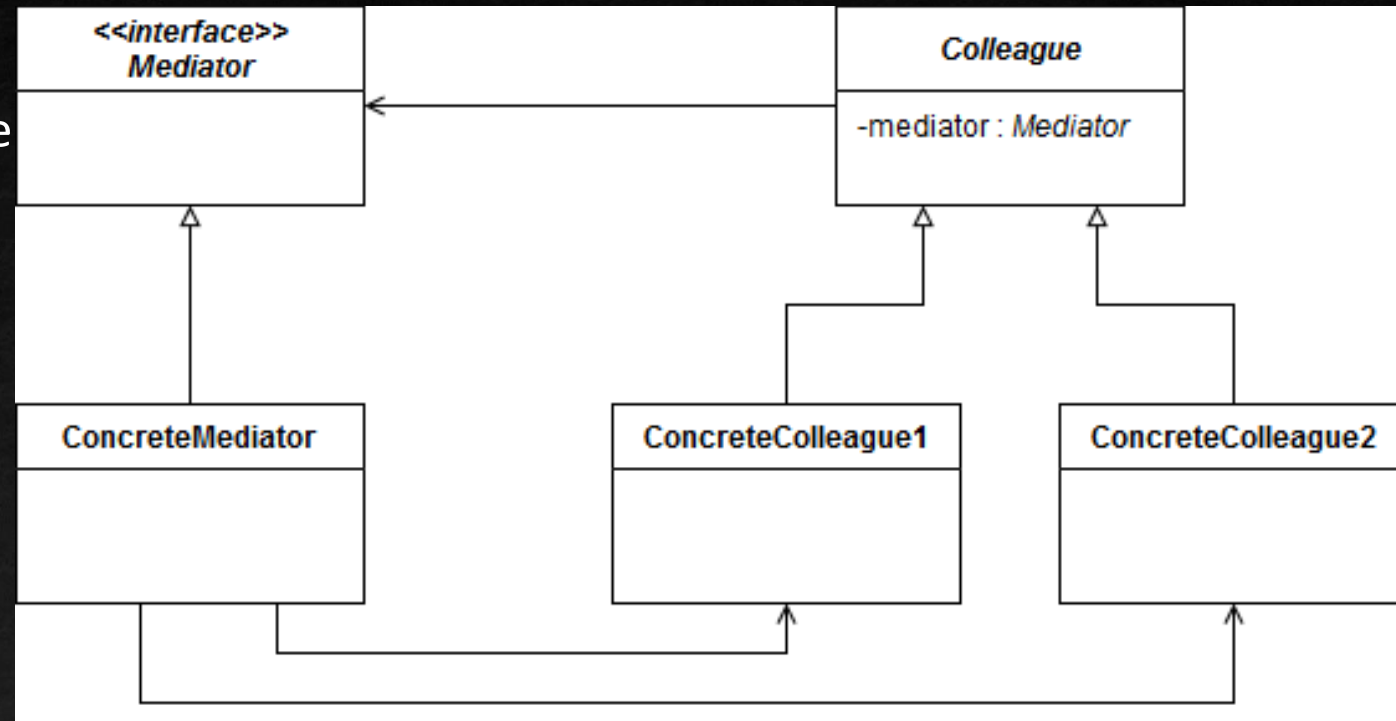 <<interface>>
Mediator
Colleague
e
-mediator : Mediator
ConcreteMediator
ConcreteColleague1
ConcreteColleague2